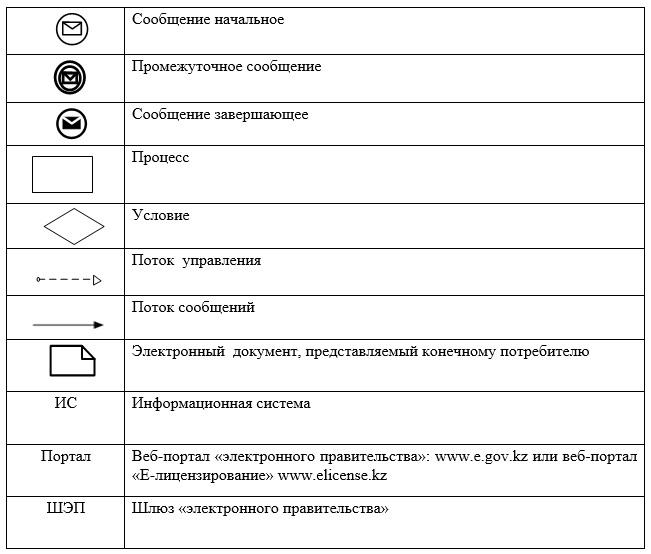 Сообщение начальное
Промежуточное сообщение
Сообщение завершающее
Процесс
Условие
Поток управления
Поток сообщений
Электронный документ, представляемый конечному потребителю
ИС Информационная система
Портал Веб-портал «электронного правительства»: www.e.gov.kz или веб-портал
«Е-лицензирование» www.elicense.kz
ШЭП Шлюз «электронного правительства»